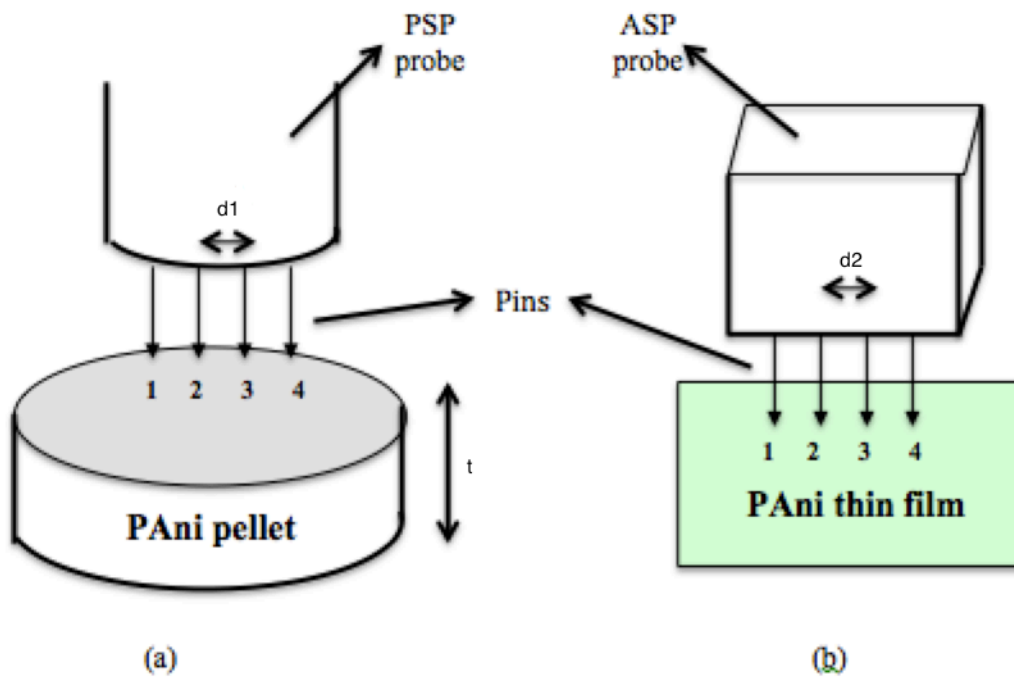 PSP
probe
ASP
probe
d1
d2
Pins
1 2 3 4
t
PAni pellet
1 2 3 4
PAni thin film
(a)
(b)